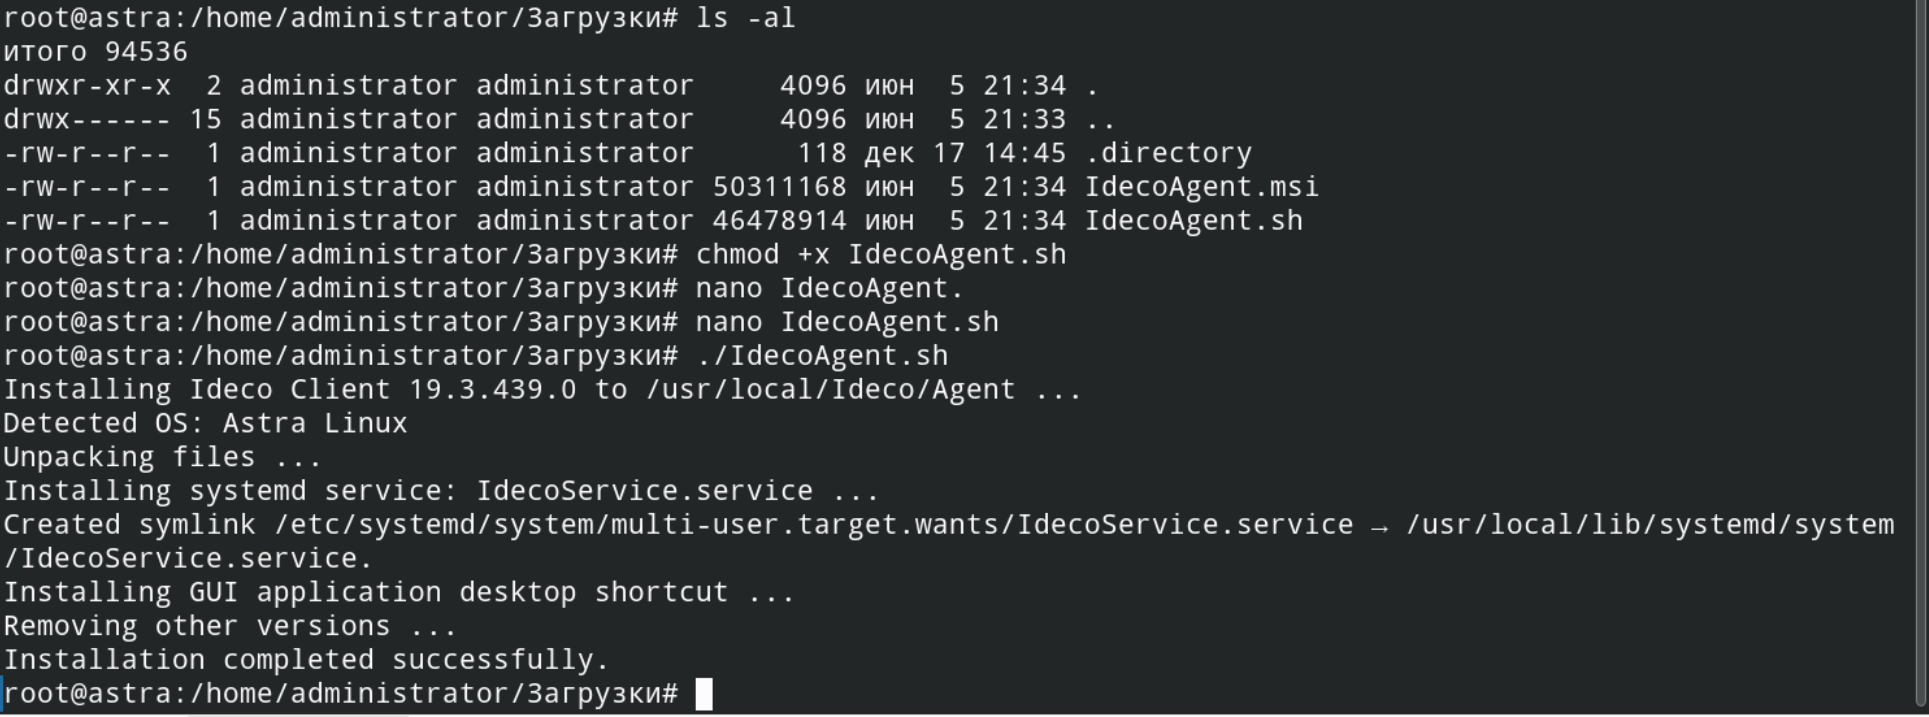 root@astra:/home/administrator/Загрузки# ls -al
итого 94536
drwxr-xr-x  2 administrator administrator     4096 июн  5 21:34 .
drwx------ 15 administrator administrator     4096 июн  5 21:33 ..
-rw-r--r--  1 administrator administrator      118 дек 17 14:45 .directory
-rw-r--r--  1 administrator administrator 50311168 июн  5 21:34 IdecoAgent.msi
-rw-r--r--  1 administrator administrator 46478914 июн  5 21:34 IdecoAgent.sh
root@astra:/home/administrator/Загрузки# chmod +x IdecoAgent.sh
root@astra:/home/administrator/Загрузки# nano IdecoAgent.
root@astra:/home/administrator/Загрузки# nano IdecoAgent.sh
root@astra:/home/administrator/Загрузки# ./IdecoAgent.sh
Installing Ideco Client 19.3.439.0 to /usr/local/Ideco/Agent ...
Detected OS: Astra Linux
Unpacking files ...
Installing systemd service: IdecoService.service ...
Created symlink /etc/systemd/system/multi-user.target.wants/IdecoService.service → /usr/local/lib/systemd/system
/IdecoService.service.
Installing GUI application desktop shortcut ...
Removing other versions ...
Installation completed successfully.
root@astra:/home/administrator/Загрузки#